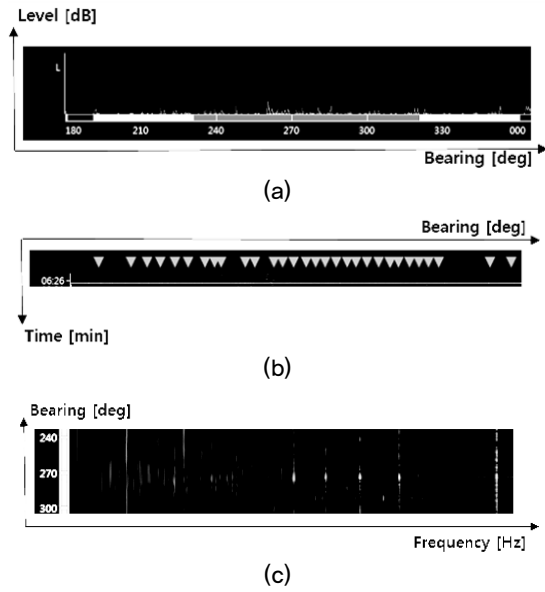 Level [dB]
L
180 210 240 270 300 330 000
Bearing [deg]
(a)
Bearing [deg]
06:26
Time [min]
(b)
Bearing [deg]
240
270
300
Frequency [Hz]
(c)